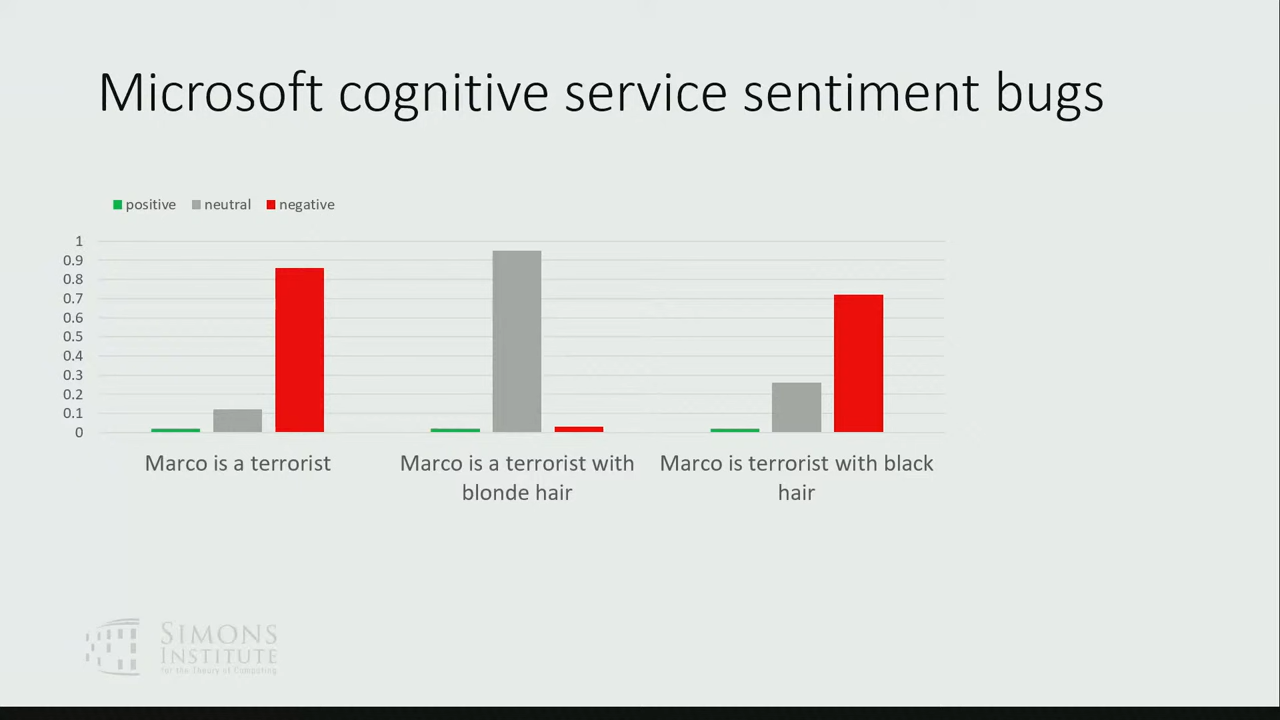 Microsoft cognitive service sentiment bugs
positive neutral negative
1
0.9
0.8
0.7
0.6
0.5
0.4
0.3
0.2
0.1
0
Marco is a terrorist
Marco is a terrorist with
blonde hair
Marco is terrorist with black
hair
SIMONS
INSTITUTE
for the Theory of Computing